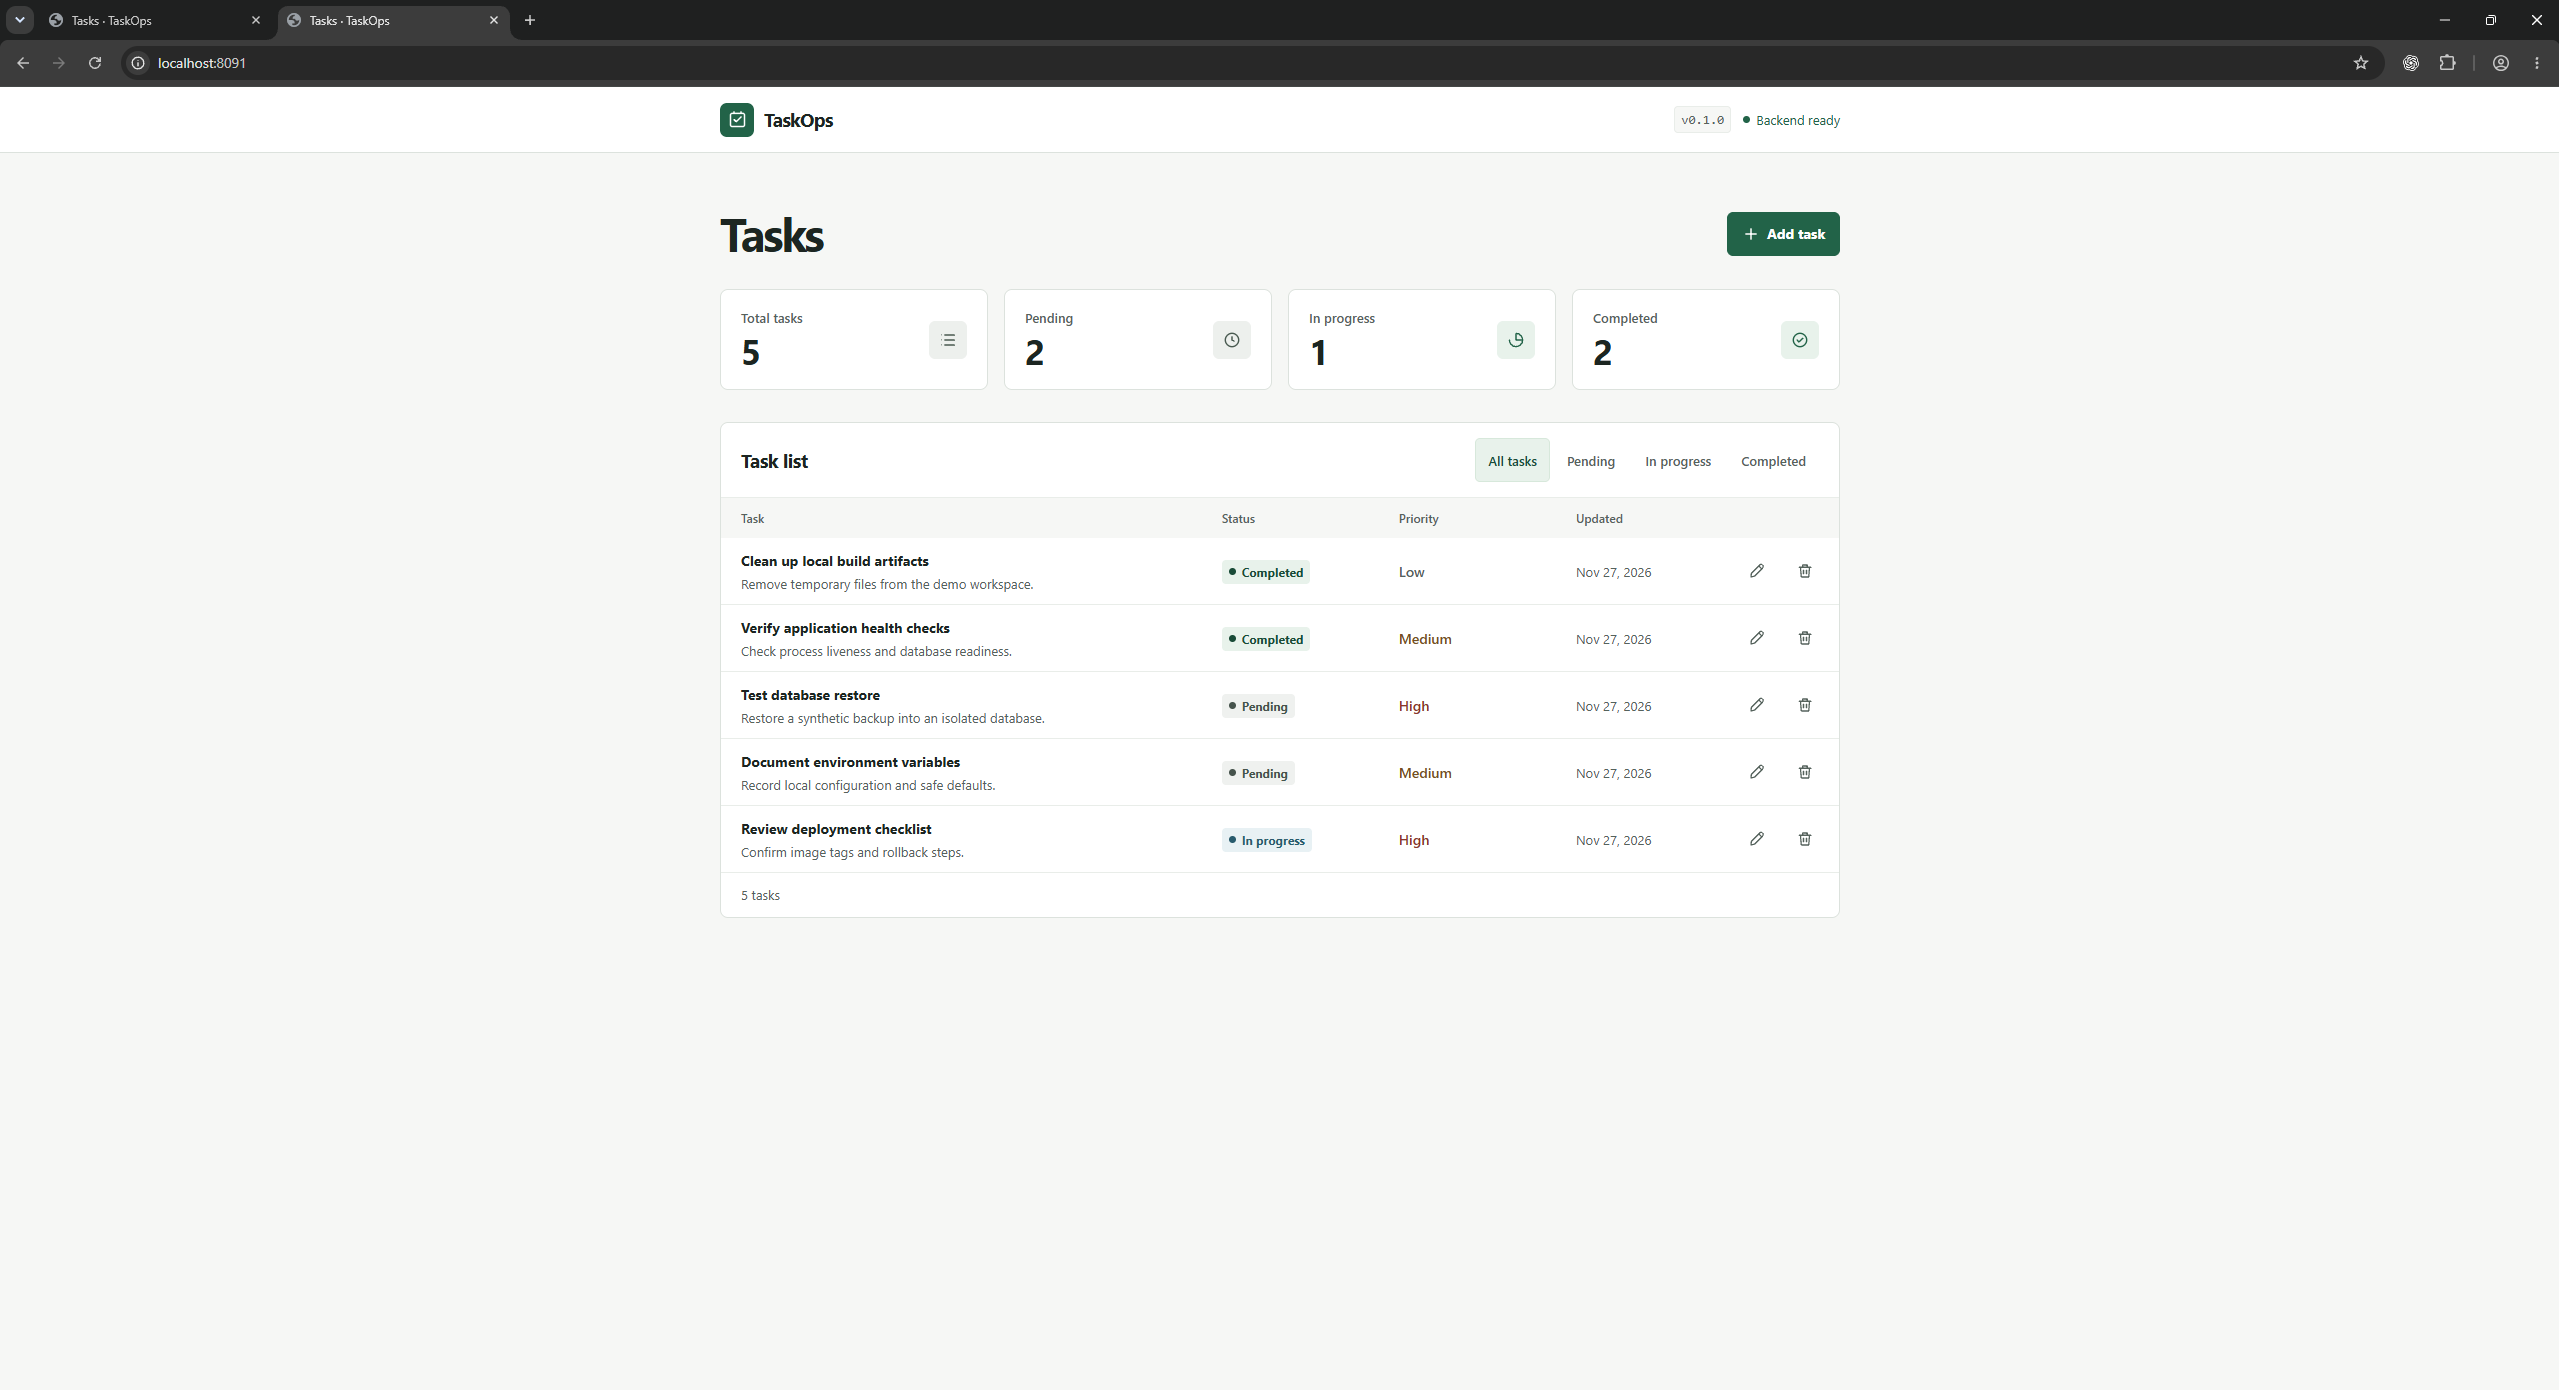 Tasks · TaskOps
Tasks · TaskOps
localhost:8091
TaskOps
v0.1.0
Backend ready
Tasks
Add task
Total tasks
5
Pending
2
In progress
1
Completed
2
Task list
All tasks
Pending
In progress
Completed
Task
Status
Priority
Updated
Clean up local build artifacts
Remove temporary files from the demo workspace.
Completed
Low
Nov 27, 2026
Verify application health checks
Check process liveness and database readiness.
Completed
Medium
Nov 27, 2026
Test database restore
Restore a synthetic backup into an isolated database.
Pending
High
Nov 27, 2026
Document environment variables
Record local configuration and safe defaults.
Pending
Medium
Nov 27, 2026
Review deployment checklist
Confirm image tags and rollback steps.
In progress
High
Nov 27, 2026
5 tasks